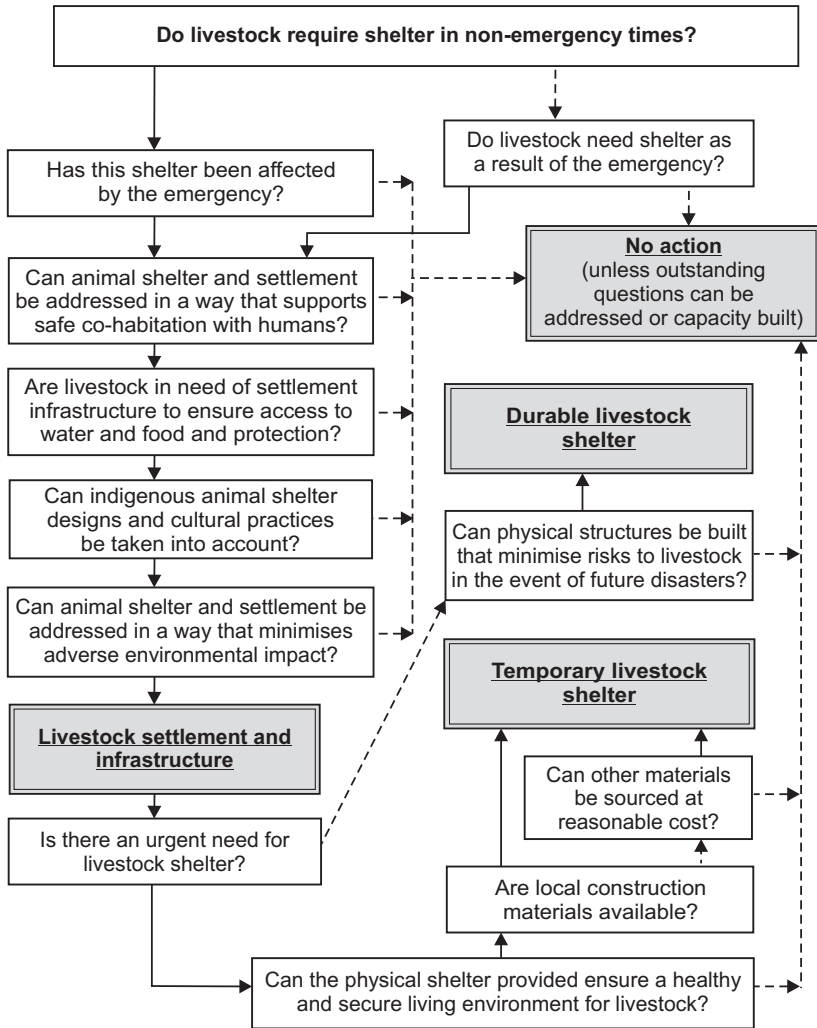 Do livestock require shelter in non-emergency times?
Do livestock need shelter as
a result of the emergency?
Has this shelter been affected
by the emergency?
No action
(unless outstanding
questions can be
addressed or capacity built)
Can animal shelter and settlement
be addressed in a way that supports
safe co-habitation with humans?
Are livestock in need of settlement
infrastructure to ensure access to
water and food and protection?
Durable livestock
shelter
Can indigenous animal shelter
designs and cultural practices
be taken into account?
Can physical structures be built
that minimise risks to livestock
in the event of future disasters?
Can animal shelter and settlement be
addressed in a way that minimises
adverse environmental impact?
Temporary livestock
shelter
Livestock settlement and
infrastructure
Can other materials
be sourced at
reasonable cost?
Is there an urgent need for
livestock shelter?
Are local construction
materials available?
Can the physical shelter provided ensure a healthy
and secure living environment for livestock?